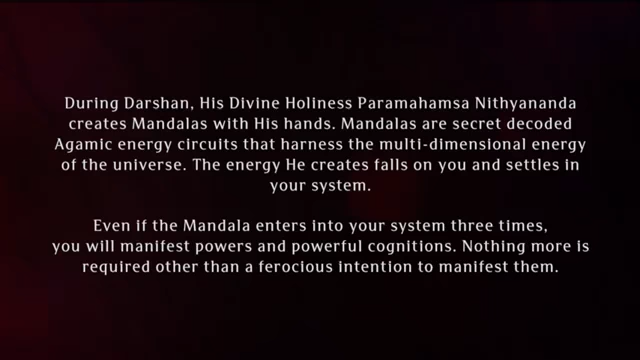 During Darshan, His Divine Holiness Paramahamsa Nithyananda
creates Mandalas with His hands. Mandalas are secret decoded
Agamic energy circuits that harness the multi-dimensional energy
of the universe. The energy He creates falls on you and settles in
your system.
Even if the Mandala enters into your system three times,
you will manifest powers and powerful cognitions. Nothing more is
required other than a ferocious intention to manifest them.